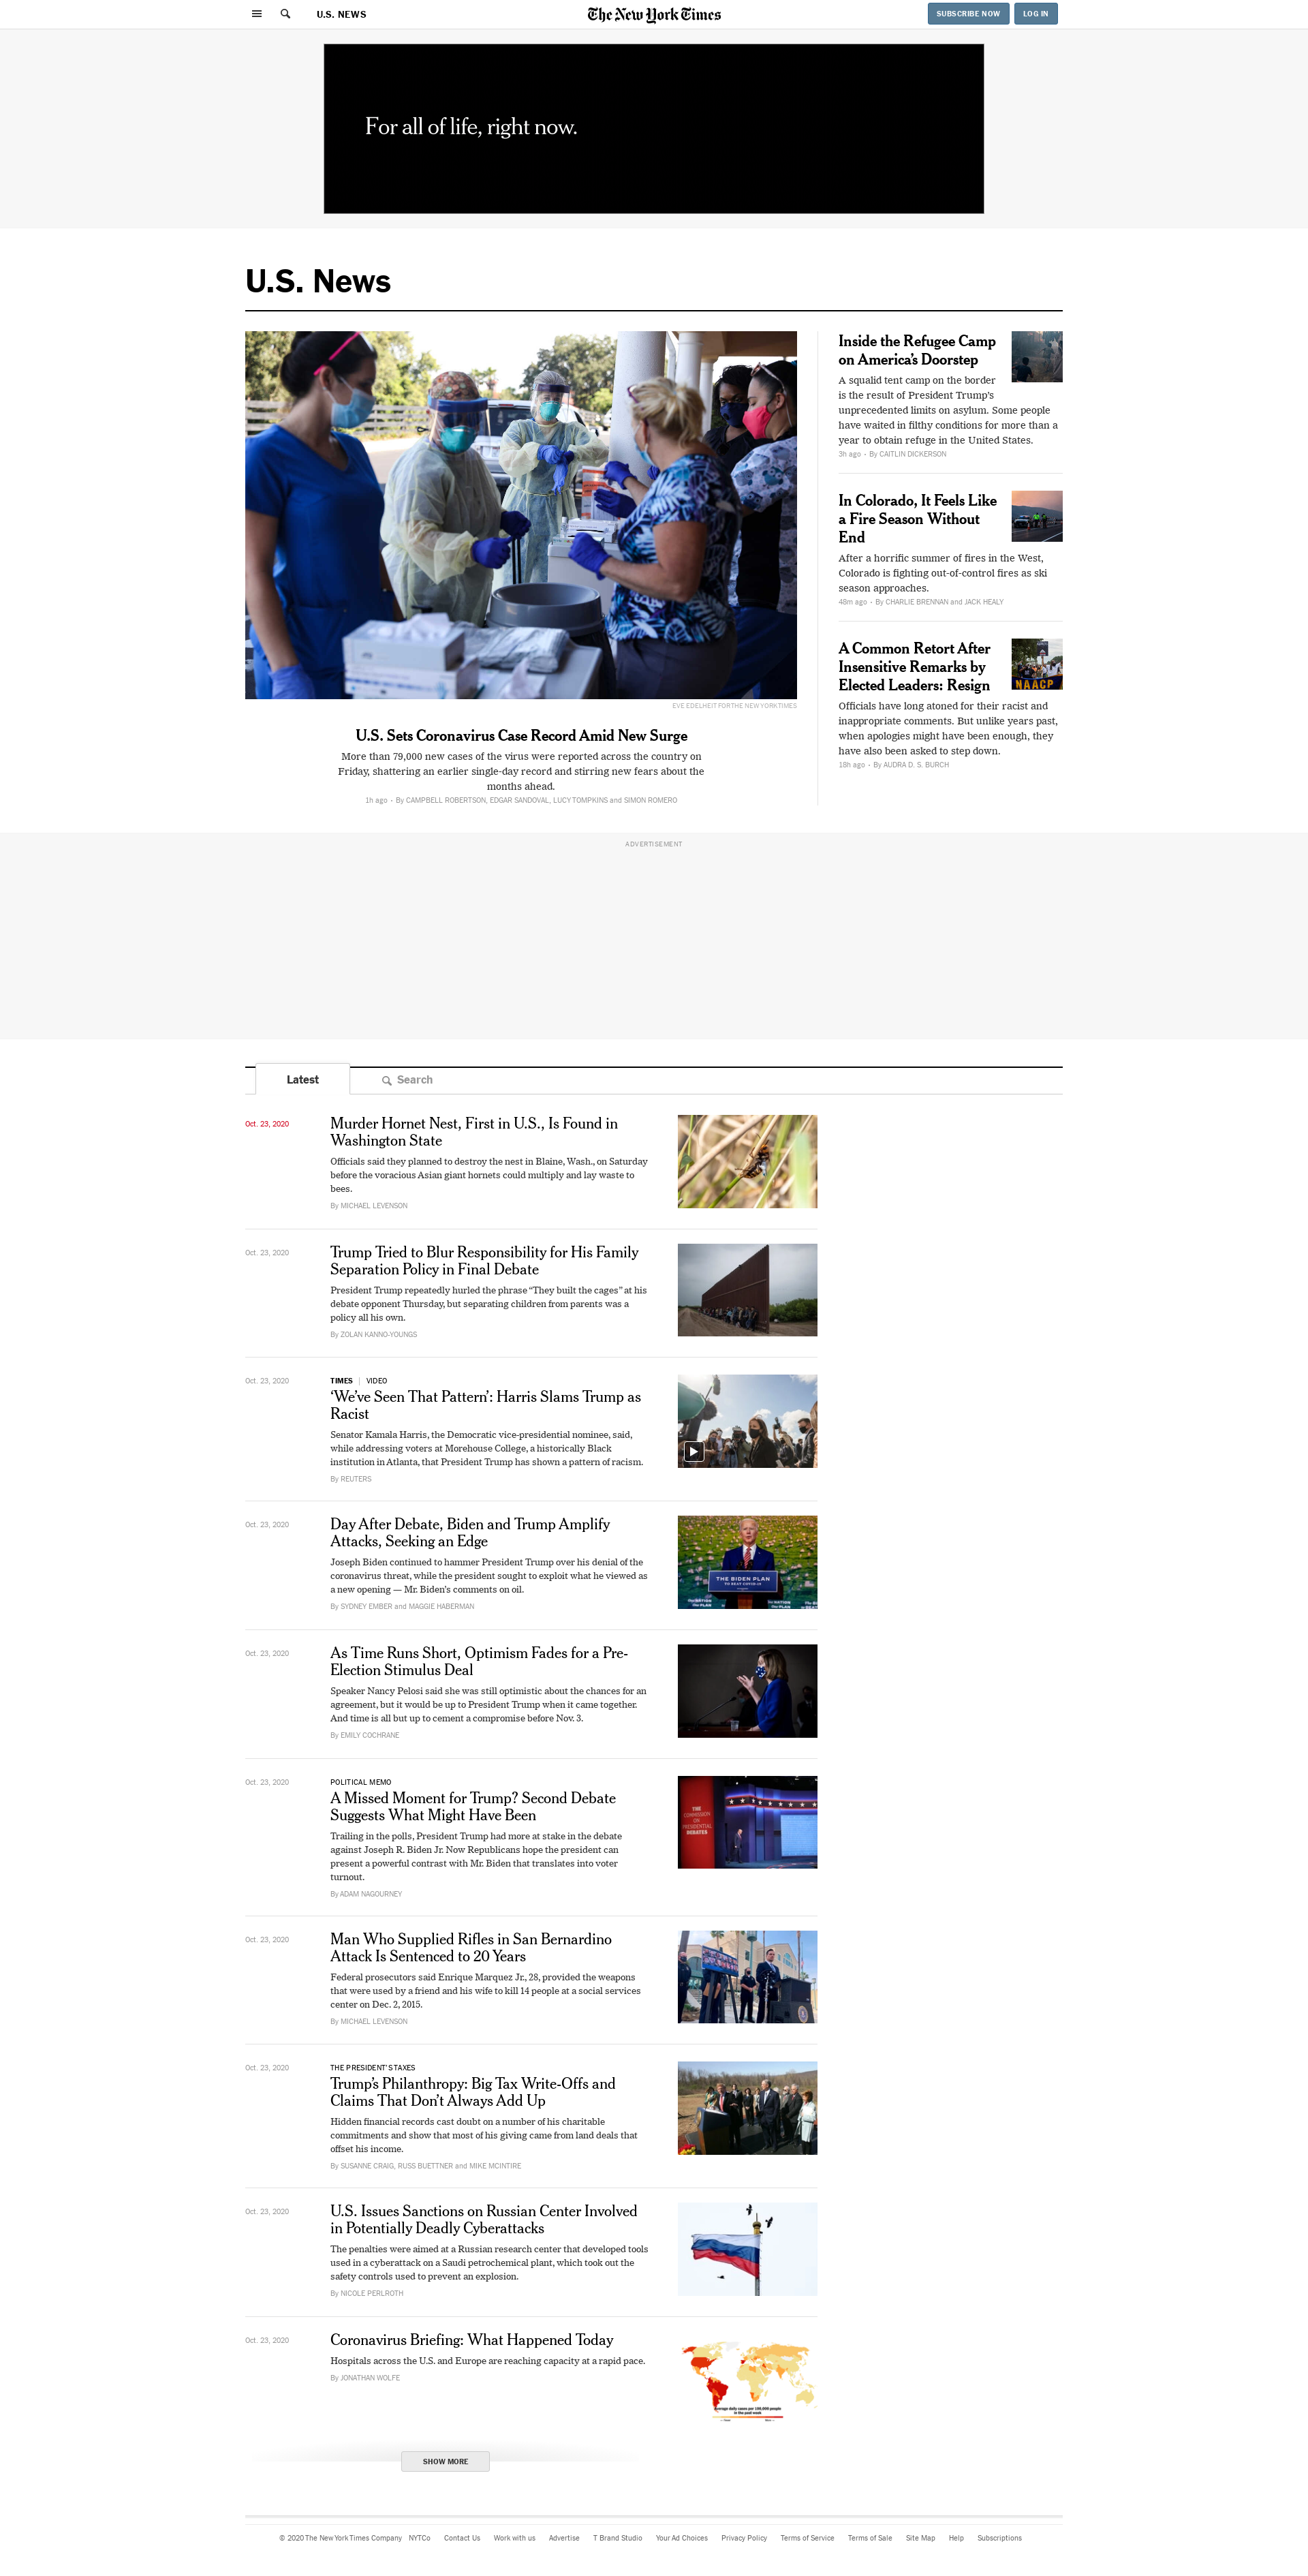 U.S. NEWS
The New York Times
SUBSCRIBE NOW
LOG IN
For all of life, right now.
U.S. News
EVE EDELHEIT FOR THE NEW YORK TIMES
U.S. Sets Coronavirus Case Record Amid New Surge
More than 79,000 new cases of the virus were reported across the country on
Friday, shattering an earlier single-day record and stirring new fears about the
months ahead.
1h ago • By CAMPBELL ROBERTSON, EDGAR SANDOVAL, LUCY TOMPKINS and SIMON ROMERO
Inside the Refugee Camp
on America's Doorstep
A squalid tent camp on the border
is the result of President Trump's
unprecedented limits on asylum. Some people
have waited in filthy conditions for more than a
year to obtain refuge in the United States.
3h ago • By CAITLIN DICKERSON
In Colorado, It Feels Like
a Fire Season Without
End
After a horrific summer of fires in the West,
Colorado is fighting out-of-control fires as ski
season approaches.
48m ago • By CHARLIE BRENNAN and JACK HEALY
A Common Retort After
Insensitive Remarks by
Elected Leaders: Resign
NAACP
Officials have long atoned for their racist and
inappropriate comments. But unlike years past,
when apologies might have been enough, they
have also been asked to step down.
18h ago • By AUDRA D. S. BURCH
ADVERTISEMENT
Latest
Search
Oct. 23, 2020
Murder Hornet Nest, First in U.S., Is Found in
Washington State
Officials said they planned to destroy the nest in Blaine, Wash., on Saturday
before the voracious Asian giant hornets could multiply and lay waste to
bees.
By MICHAEL LEVENSON
Oct. 23, 2020
Trump Tried to Blur Responsibility for His Family
Separation Policy in Final Debate
President Trump repeatedly hurled the phrase “They built the cages” at his
debate opponent Thursday, but separating children from parents was a
policy all his own.
By ZOLAN KANNO-YOUNGS
Oct. 23, 2020
TIMES | VIDEO
‘We’ve Seen That Pattern’: Harris Slams Trump as
Racist
Senator Kamala Harris, the Democratic vice-presidential nominee, said,
while addressing voters at Morehouse College, a historically Black
institution in Atlanta, that President Trump has shown a pattern of racism.
By REUTERS
Oct. 23, 2020
Day After Debate, Biden and Trump Amplify
Attacks, Seeking an Edge
Joseph Biden continued to hammer President Trump over his denial of the
coronavirus threat, while the president sought to exploit what he viewed as
a new opening — Mr. Biden’s comments on oil.
By SYDNEY EMBER and MAGGIE HABERMAN
THE BIDEN PLAN
TO BEAT COVID-19
Oct. 23, 2020
As Time Runs Short, Optimism Fades for a Pre-
Election Stimulus Deal
Speaker Nancy Pelosi said she was still optimistic about the chances for an
agreement, but it would be up to President Trump when it came together.
And time is all but up to cement a compromise before Nov. 3.
By EMILY COCHRANE
Oct. 23, 2020
POLITICAL MEMO
A Missed Moment for Trump? Second Debate
Suggests What Might Have Been
Trailing in the polls, President Trump had more at stake in the debate
against Joseph R. Biden Jr. Now Republicans hope the president can
present a powerful contrast with Mr. Biden that translates into voter
turnout.
By ADAM NAGOURNEY
THE
COMMISSION
ON
PRESIDENTIAL
DEBATES
Oct. 23, 2020
Man Who Supplied Rifles in San Bernardino
Attack Is Sentenced to 20 Years
Federal prosecutors said Enrique Marquez Jr., 28, provided the weapons
that were used by a friend and his wife to kill 14 people at a social services
center on Dec. 2, 2015.
By MICHAEL LEVENSON
Oct. 23, 2020
THE PRESIDENT'S TAXES
Trump’s Philanthropy: Big Tax Write-Offs and
Claims That Don’t Always Add Up
Hidden financial records cast doubt on a number of his charitable
commitments and show that most of his giving came from land deals that
offset his income.
By SUSANNE CRAIG, RUSS BUETTNER and MIKE MCINTIRE
Oct. 23, 2020
U.S. Issues Sanctions on Russian Center Involved
in Potentially Deadly Cyberattacks
The penalties were aimed at a Russian research center that developed tools
used in a cyberattack on a Saudi petrochemical plant, which took out the
safety controls used to prevent an explosion.
By NICOLE PERLROTH
Oct. 23, 2020
Coronavirus Briefing: What Happened Today
Hospitals across the U.S. and Europe are reaching capacity at a rapid pace.
By JONATHAN WOLFE
Average daily cases per 100,000 people
in the past week
SHOW MORE
© 2020 The New York Times Company NYTCo Contact Us Work with us Advertise T Brand Studio Your Ad Choices Privacy Policy Terms of Service Terms of Sale Site Map Help Subscriptions